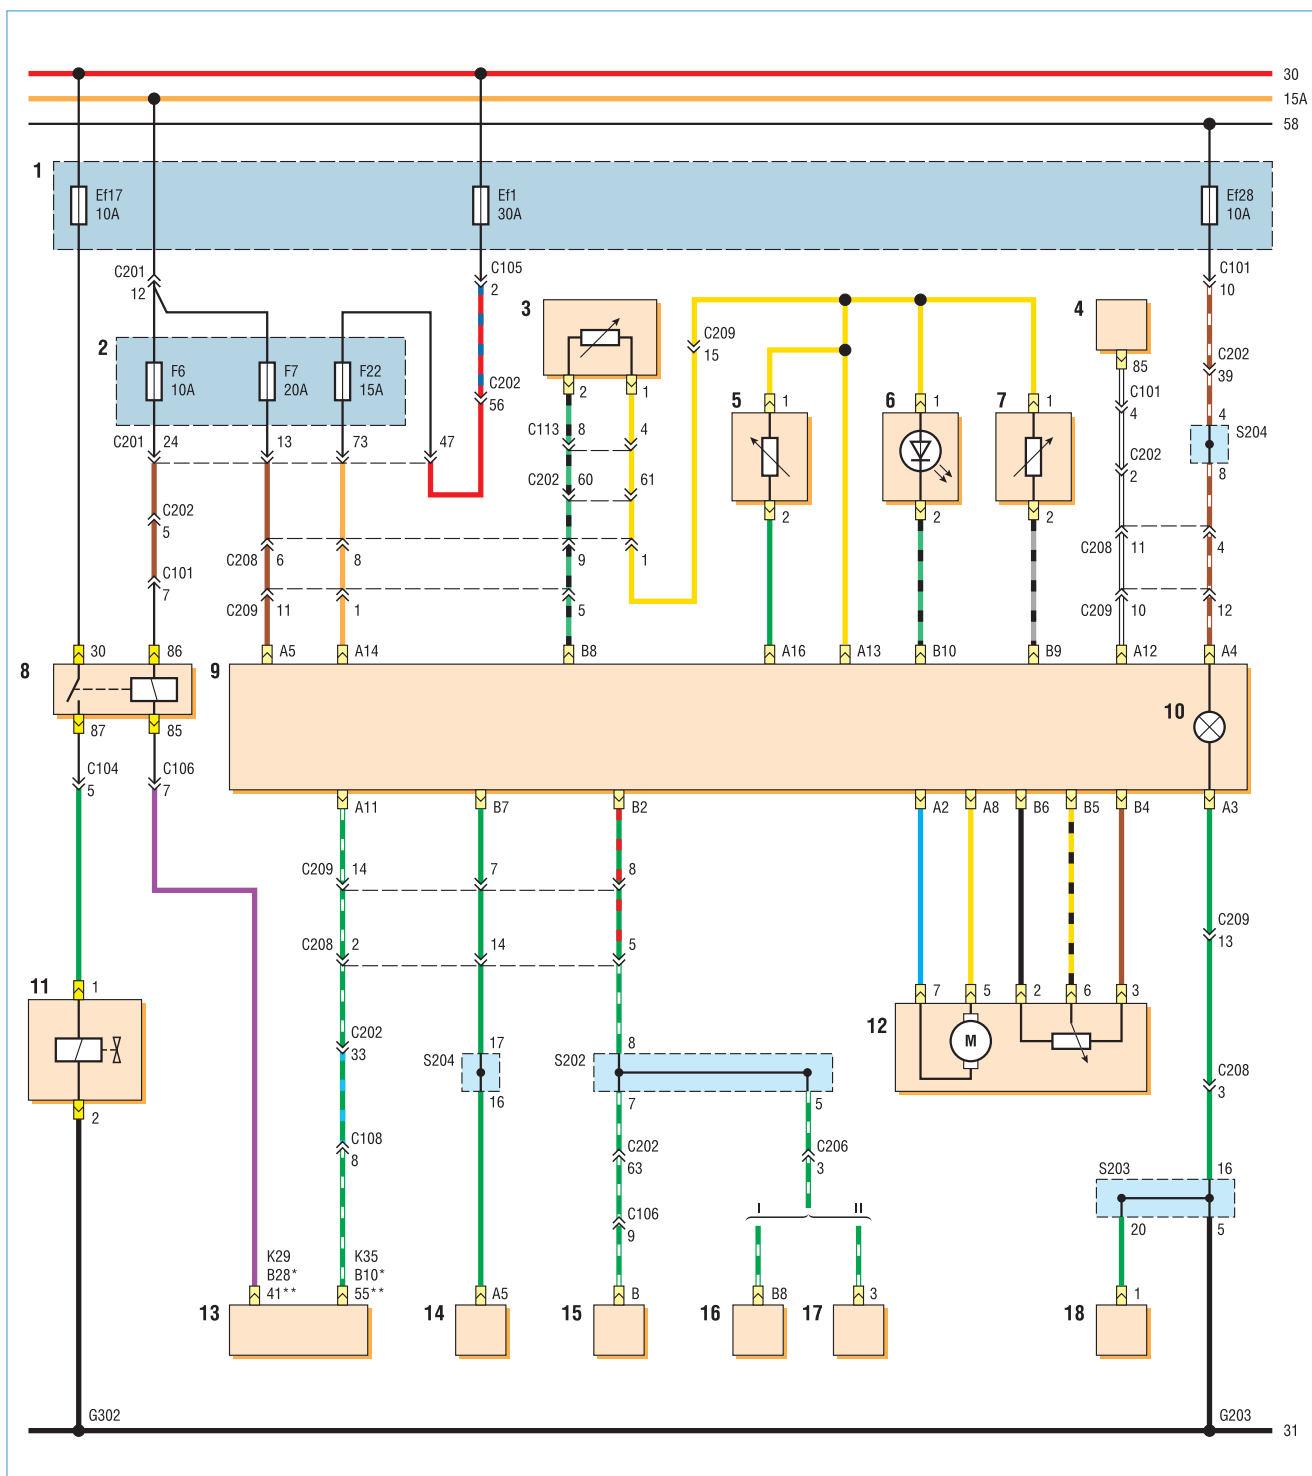 30
15A
58
1
Ef17
10A
Ef1
30A
Ef28
10A
C201
12
C105
2
C101
10
3
4
2
F6
10A
F7
20A
F22
15A
C209
15
85
C202
39
C202
56
2
1
C101
4
5
1
6
1
7
1
4
S204
8
C201
24
13
73
47
C113
8
4
C202
60
61
C202
2
2
2
2
C202
5
C208
6
8
9
1
C208
11
4
C101
7
C209
11
1
5
C209
10
12
30
86
A5
A14
B8
A16
A13
B10
B9
A12
A4
8
9
10
87
85
C104
5
C106
7
A11
B7
B2
A2
A8
B6
B5
B4
A3
C209
14
7
8
C208
2
14
5
C209
13
11
1
7
5
2
6
3
12
M
C202
33
17
S204
16
8
S202
7
5
C208
3
2
C108
8
C202
63
C206
3
S203
16
20
5
C106
9
I
II
K29
B28*
41**
K35
B10*
55**
A5
B
B8
3
1
13
14
15
16
17
18
G302
G203
31